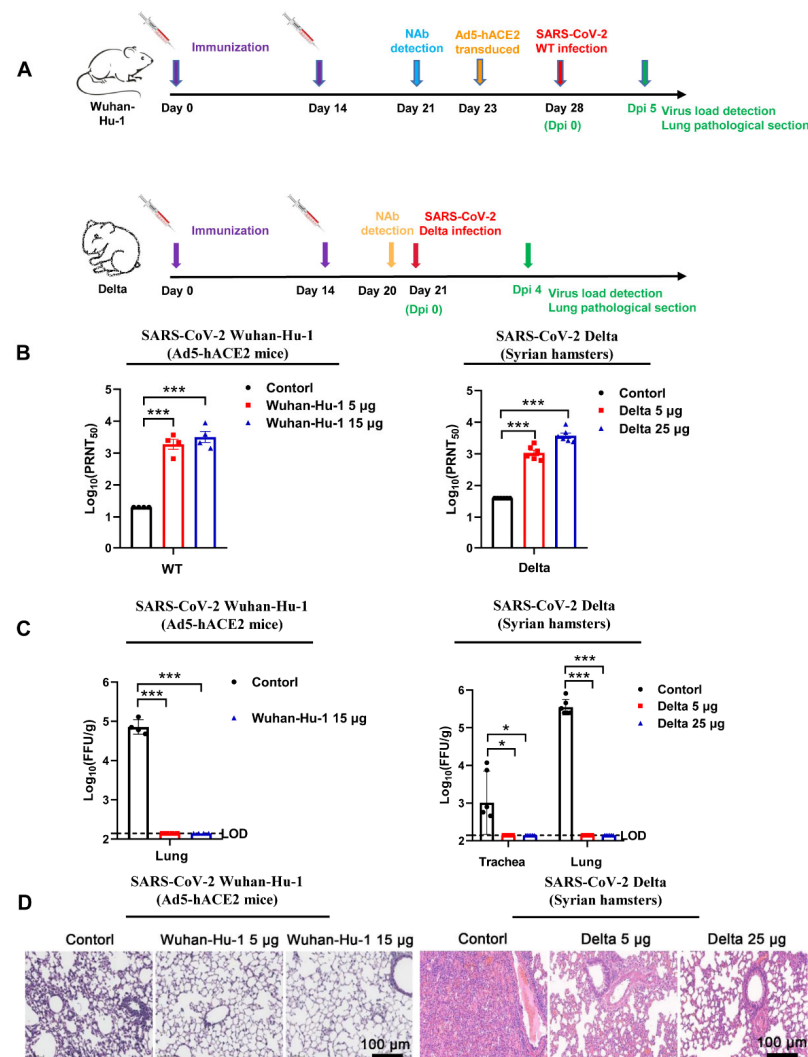 A
Immunization
NAb
detection
Ad5-hACE2
transduced
SARS-CoV-2
WT infection
Wuhan-
Hu-1
Day 0
Day 14
Day 21
Day 23
Day 28
(Dpi 0)
Dpi 5
Virus load detection
Lung pathological section
Immunization
NAb
detection
SARS-CoV-2
Delta infection
Delta
Day 0
Day 14
Day 20
Day 21
(Dpi 0)
Dpi 4
Virus load detection
Lung pathological section
B
SARS-CoV-2 Wuhan-Hu-1
(Ad5-hACE2 mice)
Log10(PRNT50)
5
4
3
2
1
0
***
***
WT
Contorl
Wuhan-Hu-1 5 μg
Wuhan-Hu-1 15 μg
SARS-CoV-2 Delta
(Syrian hamsters)
Log10(PRNT50)
5
4
3
2
1
0
***
***
Delta
Contorl
Delta 5 μg
Delta 25 μg
C
SARS-CoV-2 Wuhan-Hu-1
(Ad5-hACE2 mice)
Log10(FFU/g)
6
5
4
3
2
***
***
LOD
Lung
Contorl
Wuhan-Hu-1 15 μg
SARS-CoV-2 Delta
(Syrian hamsters)
Log10(FFU/g)
6
5
4
3
2
*
*
***
***
LOD
Trachea
Lung
Contorl
Delta 5 μg
Delta 25 μg
D
SARS-CoV-2 Wuhan-Hu-1
(Ad5-hACE2 mice)
Contorl
Wuhan-Hu-1 5 μg
Wuhan-Hu-1 15 μg
100 μm
SARS-CoV-2 Delta
(Syrian hamsters)
Contorl
Delta 5 μg
Delta 25 μg
100 μm